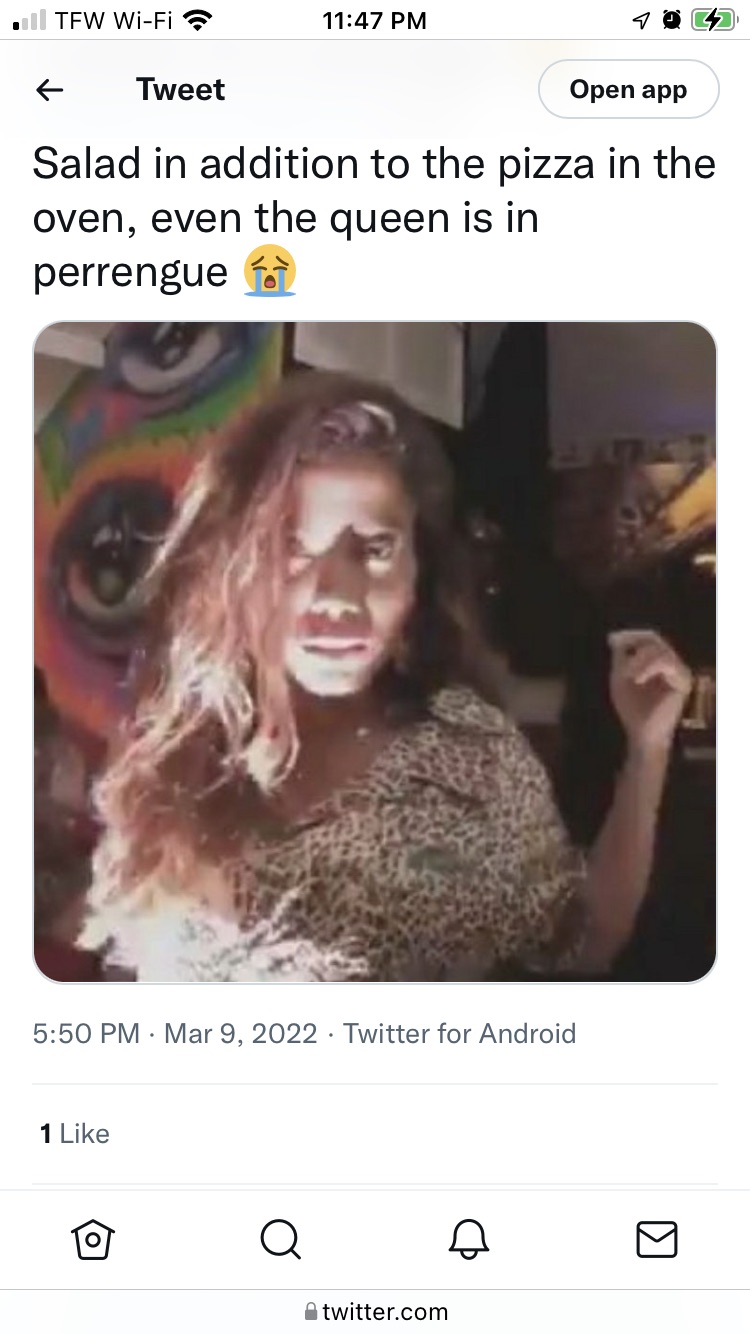 TFW Wi-Fi 11:47 PM
Tweet Open app
Salad in addition to the pizza in the
oven, even the queen is in
perrengue 😭
5:50 PM · Mar 9, 2022 · Twitter for Android
1 Like
twitter.com